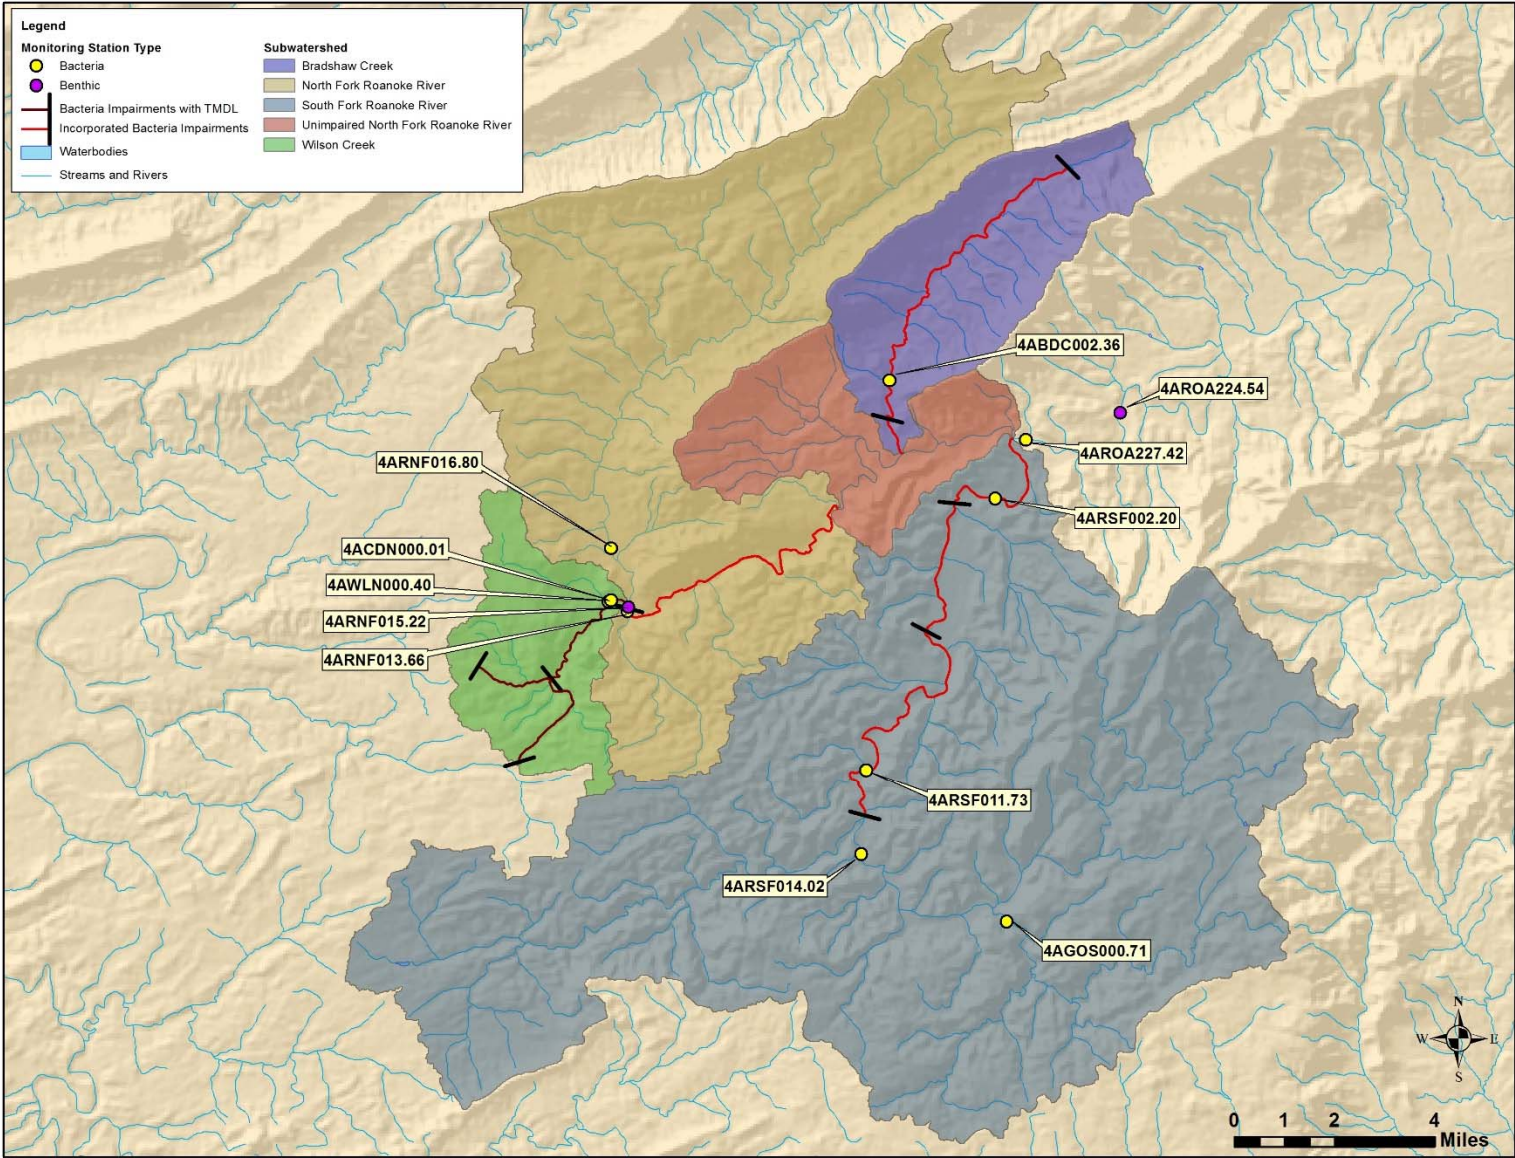 Legend
Monitoring Station Type
Bacteria
Benthic
Bacteria Impairments with TMDL
Incorporated Bacteria Impairments
Waterbodies
Streams and Rivers
Subwatershed
Bradshaw Creek
North Fork Roanoke River
South Fork Roanoke River
Unimpaired North Fork Roanoke River
Wilson Creek
4ABDC002.36
4AROA224.54
4AROA227.42
4ARNF016.80
4ARSF002.20
4ACDN000.01
4AWLN000.40
4ARNF015.22
4ARNF013.66
4ARSF011.73
4ARSF014.02
4AGOS000.71
N
W E
S
0 1 2 4
Miles